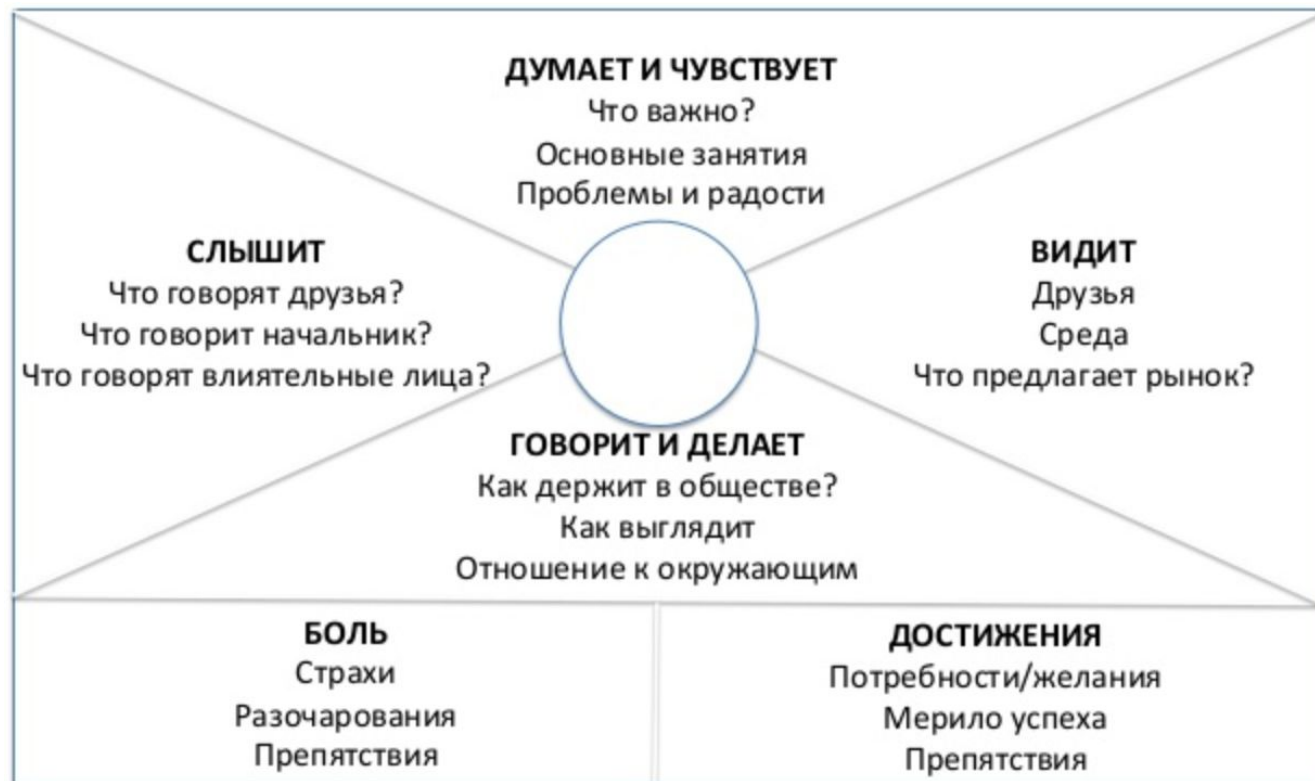 ДУМАЕТ И ЧУВСТВУЕТ
Что важно?
Основные занятия
Проблемы и радости
СЛЫШИТ
Что говорят друзья?
Что говорит начальник?
Что говорят влиятельные лица?
ВИДИТ
Друзья
Среда
Что предлагает рынок?
ГОВОРИТ И ДЕЛАЕТ
Как держит в обществе?
Как выглядит
Отношение к окружающим
БОЛЬ
Страхи
Разочарования
Препятствия
ДОСТИЖЕНИЯ
Потребности/желания
Мерило успеха
Препятствия